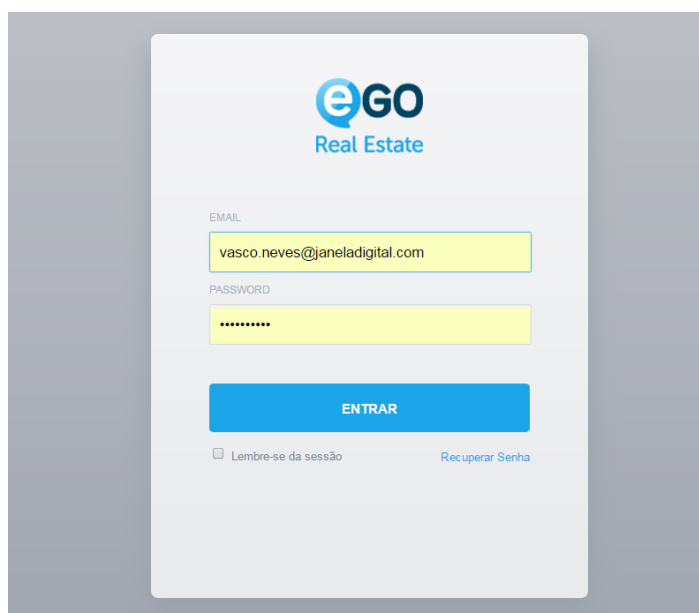 eGO
Real Estate
EMAIL
vasco.neves@janeladigital.com
PASSWORD
••••••••••
ENTRAR
Lembre-se da sessão Recuperar Senha